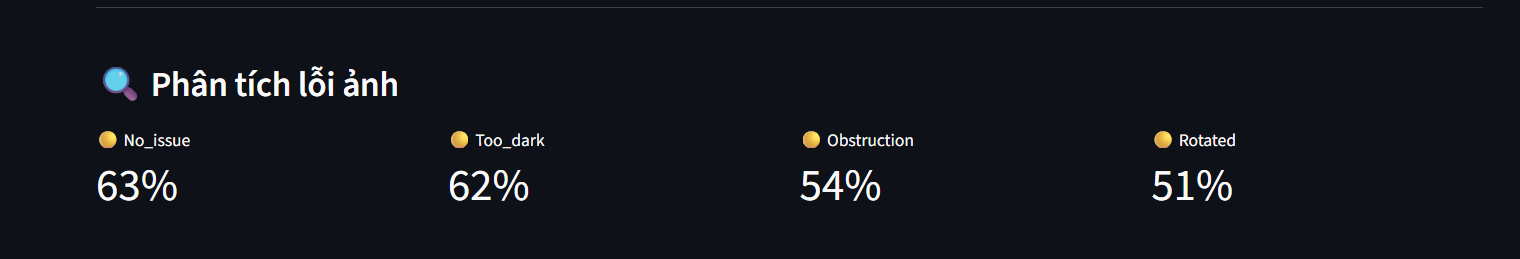 Phân tích lỗi ảnh
No_issue
63%
Too_dark
62%
Obstruction
54%
Rotated
51%